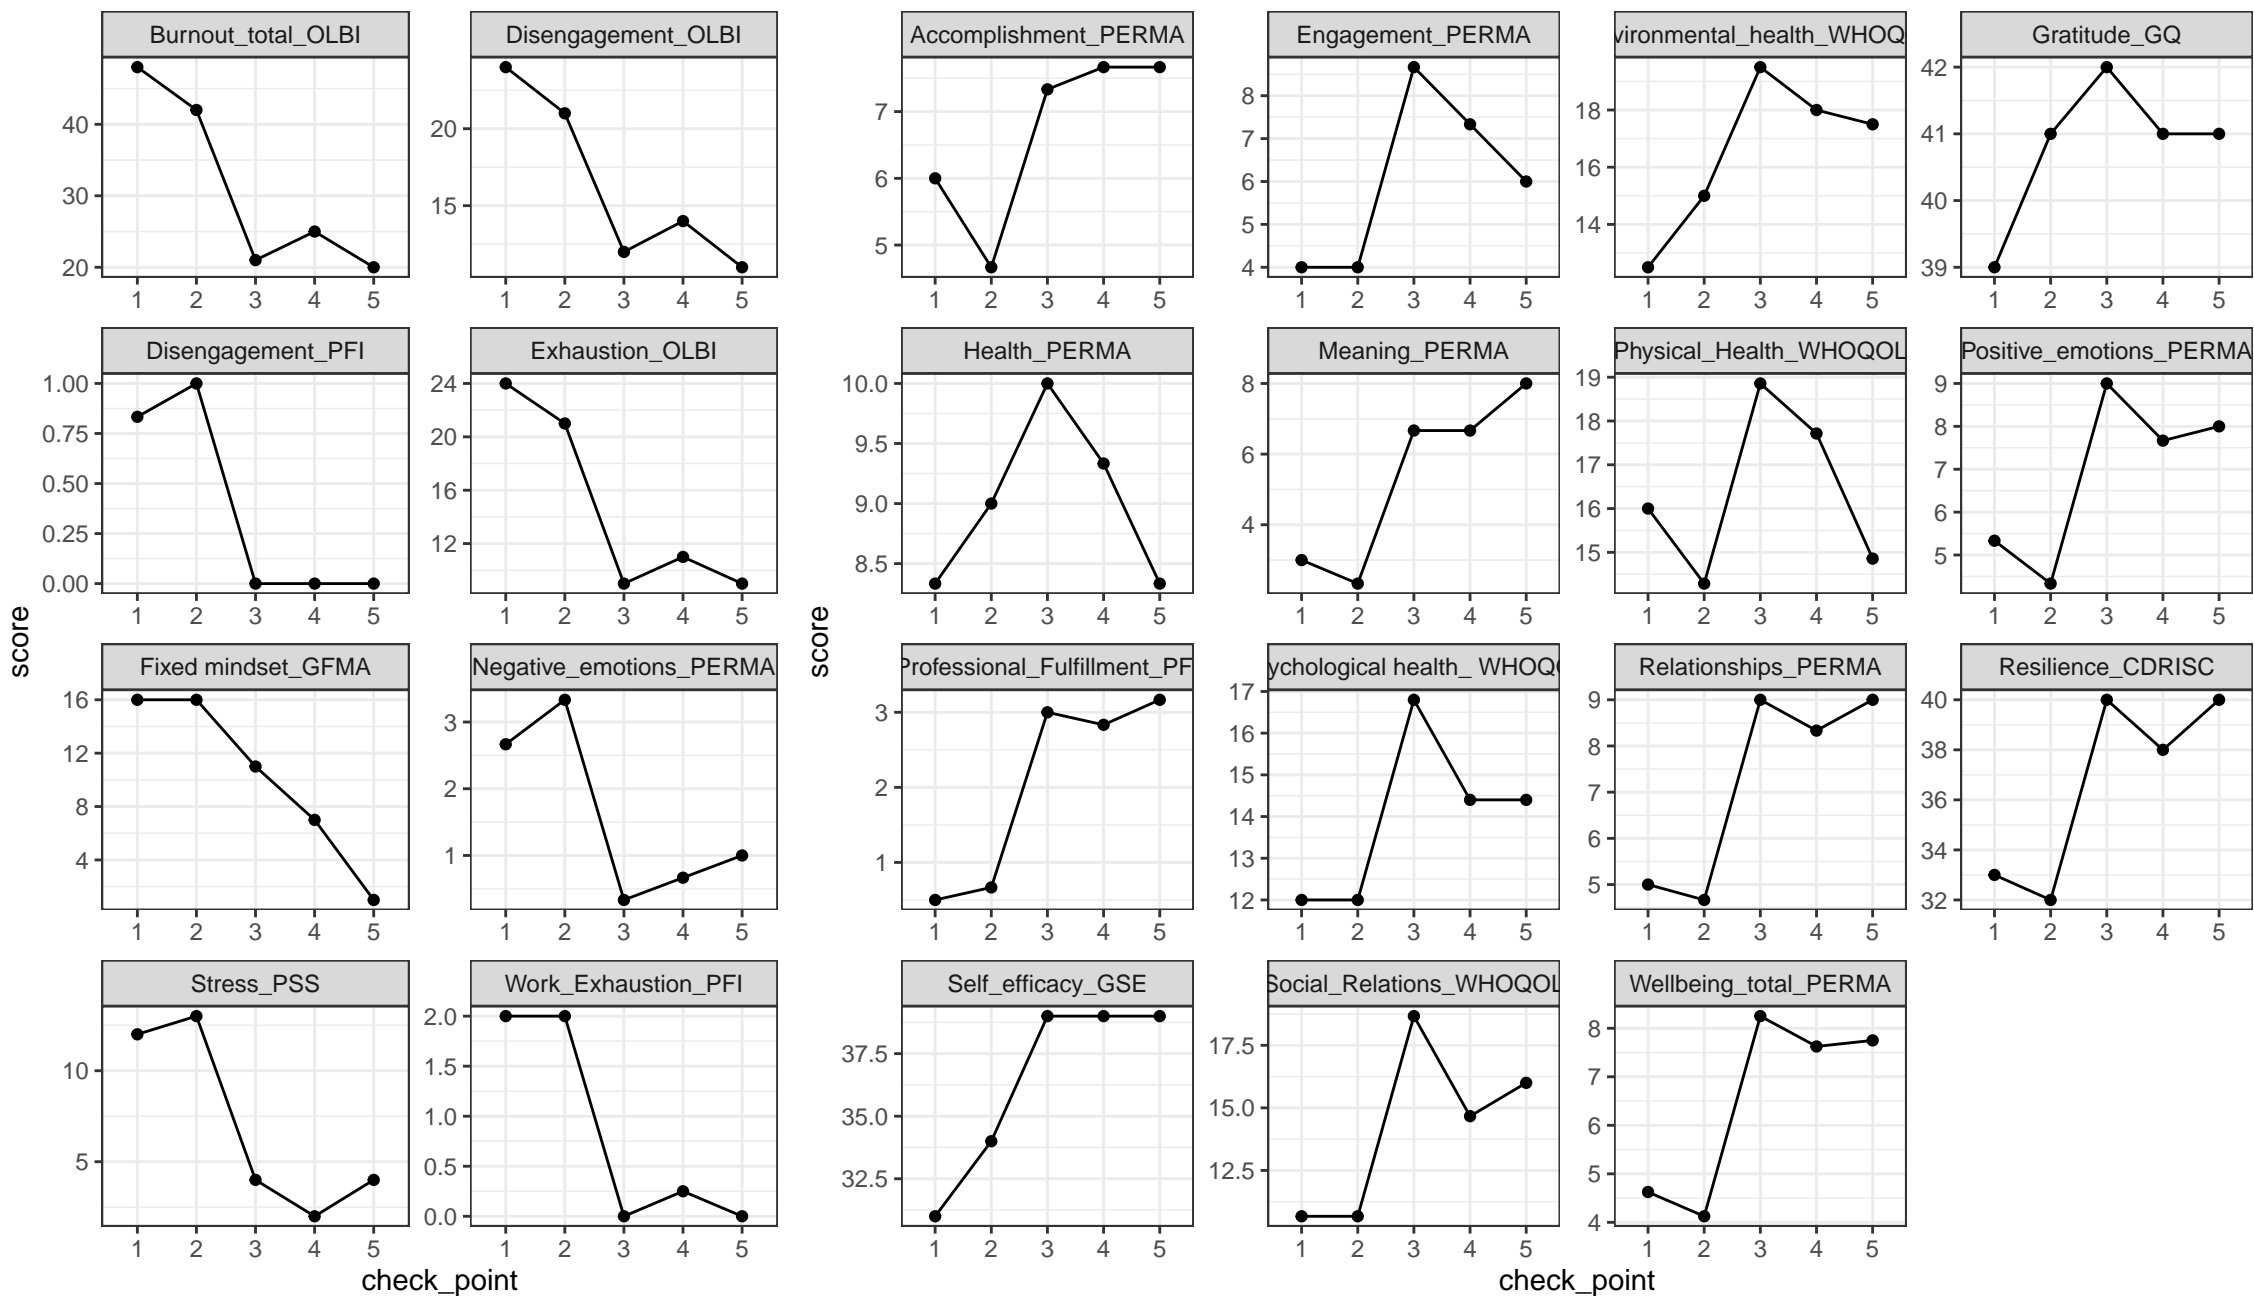 Burnout_total_OLBI
40
30
20
1 2 3 4 5
Disengagement_OLBI
20
15
1 2 3 4 5
Accomplishment_PERMA
7
6
5
1 2 3 4 5
Engagement_PERMA
8
7
6
5
4
1 2 3 4 5
vironmental_health_WHOQ
18
16
14
1 2 3 4 5
Gratitude_GQ
42
41
40
39
1 2 3 4 5
Disengagement_PFI
1.00
0.75
0.50
0.25
0.00
1 2 3 4 5
Exhaustion_OLBI
24
20
16
12
1 2 3 4 5
Health_PERMA
10.0
9.5
9.0
8.5
1 2 3 4 5
Meaning_PERMA
8
6
4
1 2 3 4 5
Physical_Health_WHOQOL
19
18
17
16
15
1 2 3 4 5
Positive_emotions_PERMA
9
8
7
6
5
1 2 3 4 5
score
score
Fixed mindset_GFMA
16
12
8
4
1 2 3 4 5
Negative_emotions_PERMA
3
2
1
1 2 3 4 5
Professional_Fulfillment_PF
3
2
1
1 2 3 4 5
ychological health_ WHOQ
17
16
15
14
13
12
1 2 3 4 5
Relationships_PERMA
9
8
7
6
5
1 2 3 4 5
Resilience_CDRISC
40
38
36
34
32
1 2 3 4 5
Stress_PSS
10
5
1 2 3 4 5
Work_Exhaustion_PFI
2.0
1.5
1.0
0.5
0.0
1 2 3 4 5
Self_efficacy_GSE
37.5
35.0
32.5
1 2 3 4 5
Social_Relations_WHOQOL
17.5
15.0
12.5
1 2 3 4 5
Wellbeing_total_PERMA
8
7
6
5
4
1 2 3 4 5
check_point
check_point